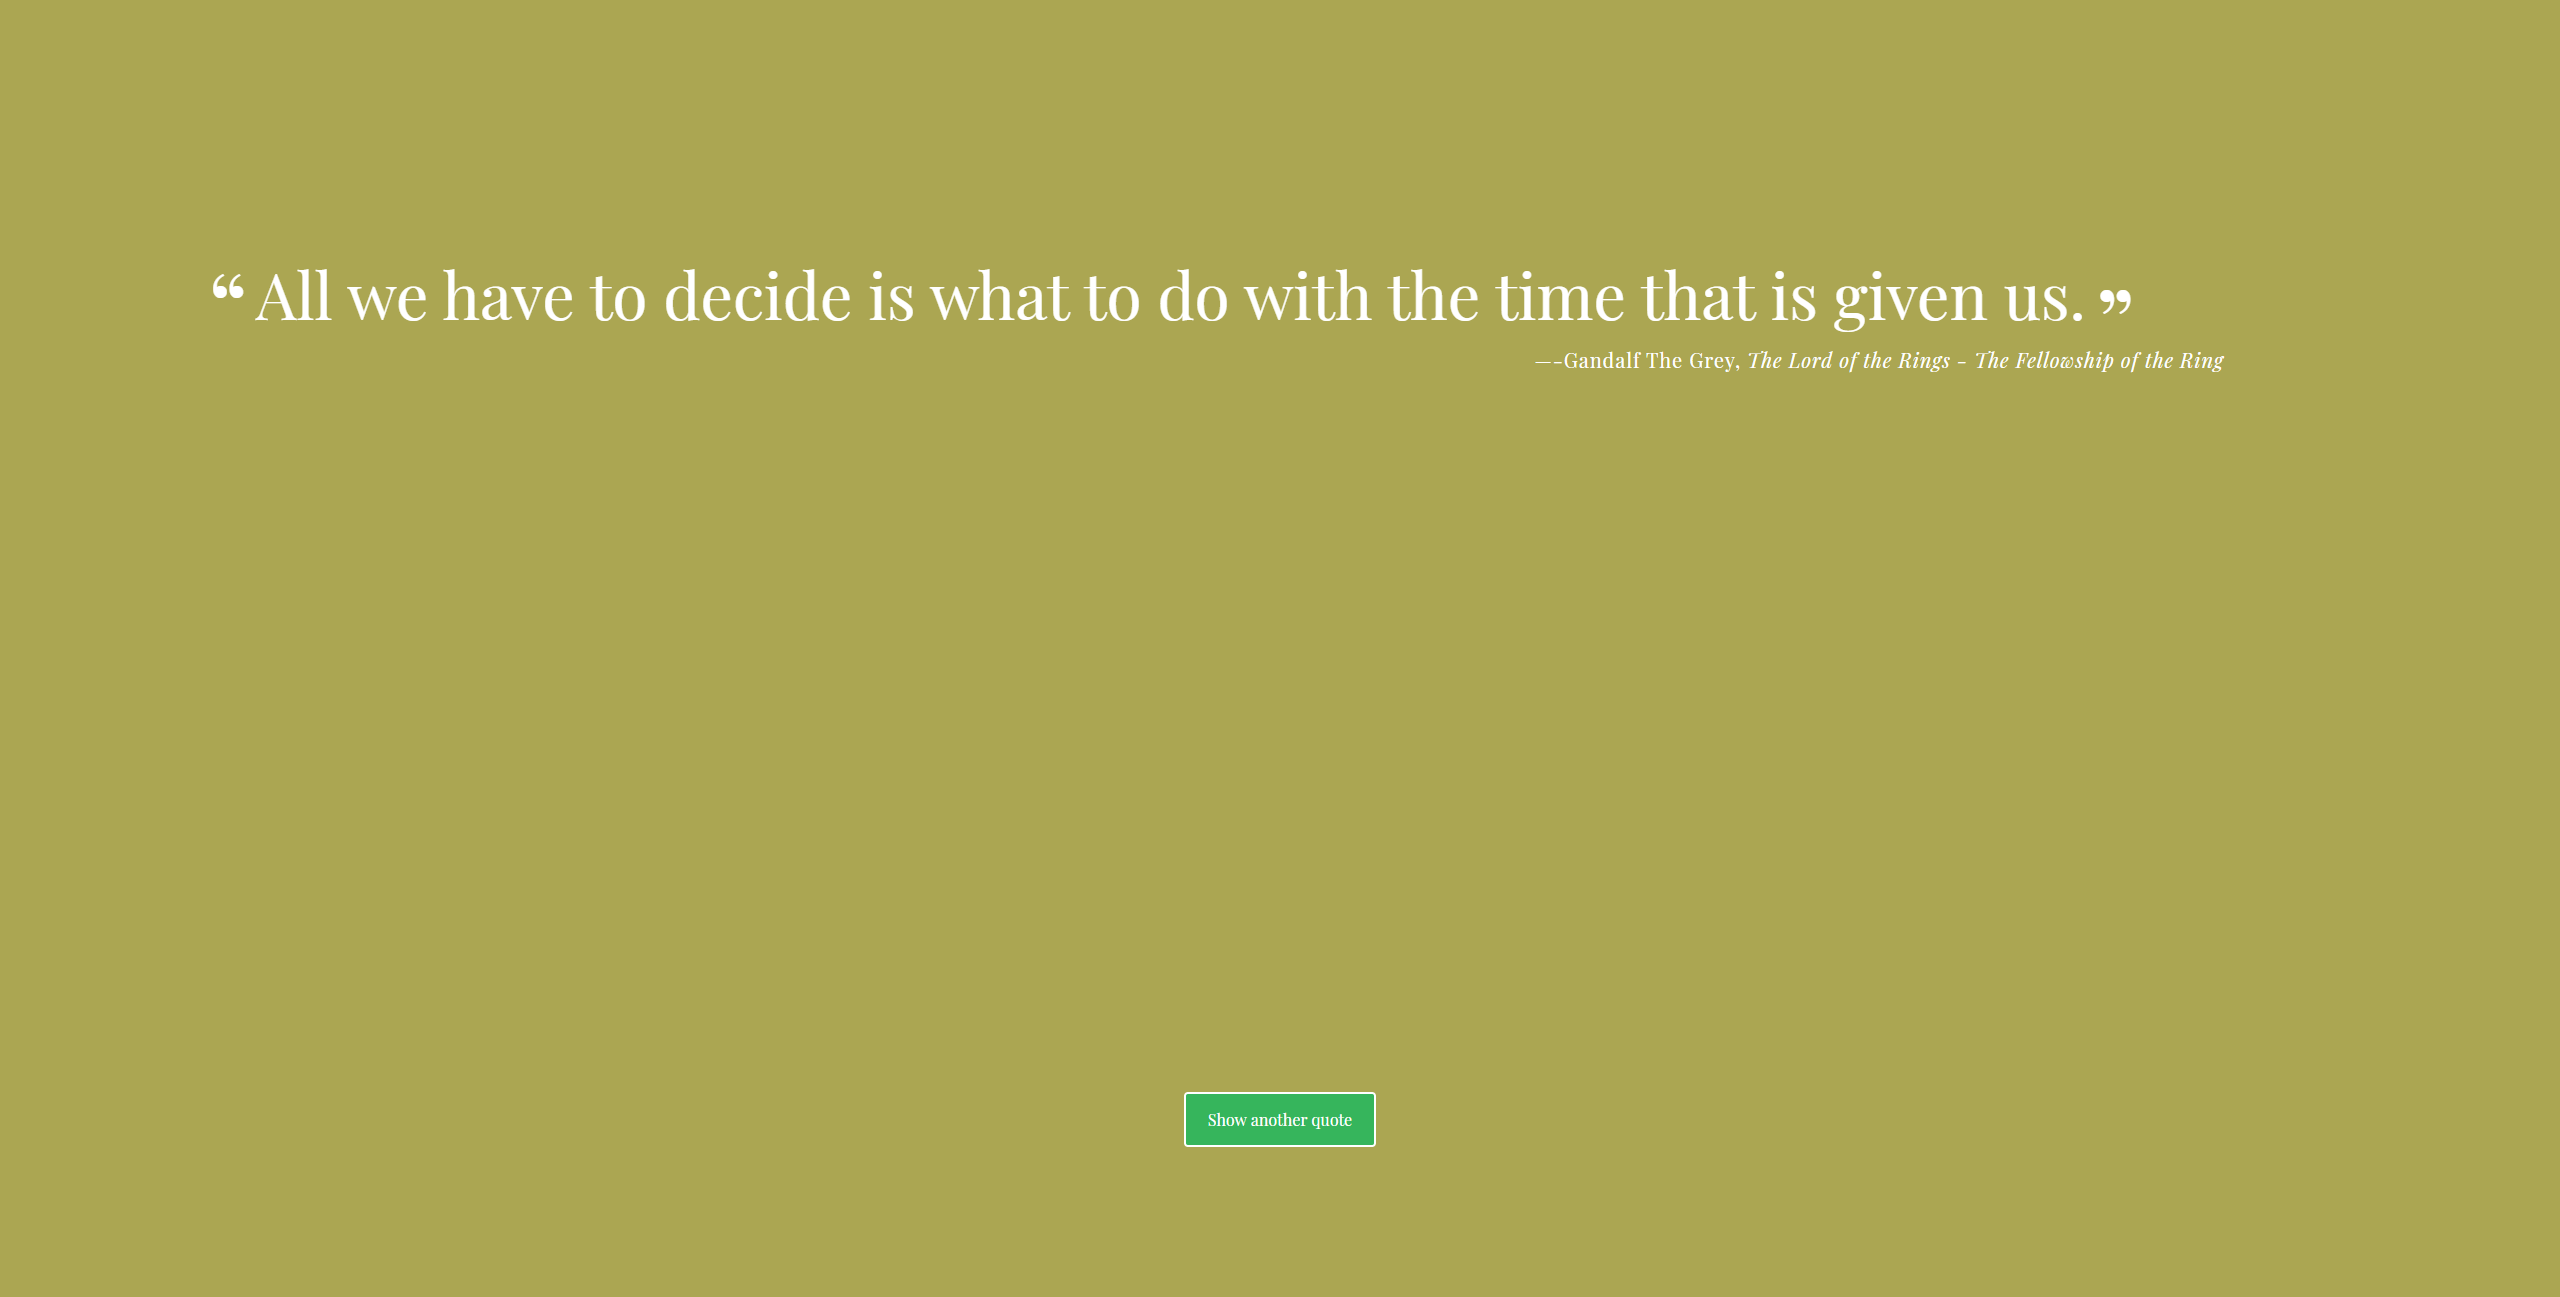 “ All we have to decide is what to do with the time that is given us. ”
—-Gandalf The Grey, The Lord of the Rings - The Fellowship of the Ring
Show another quote